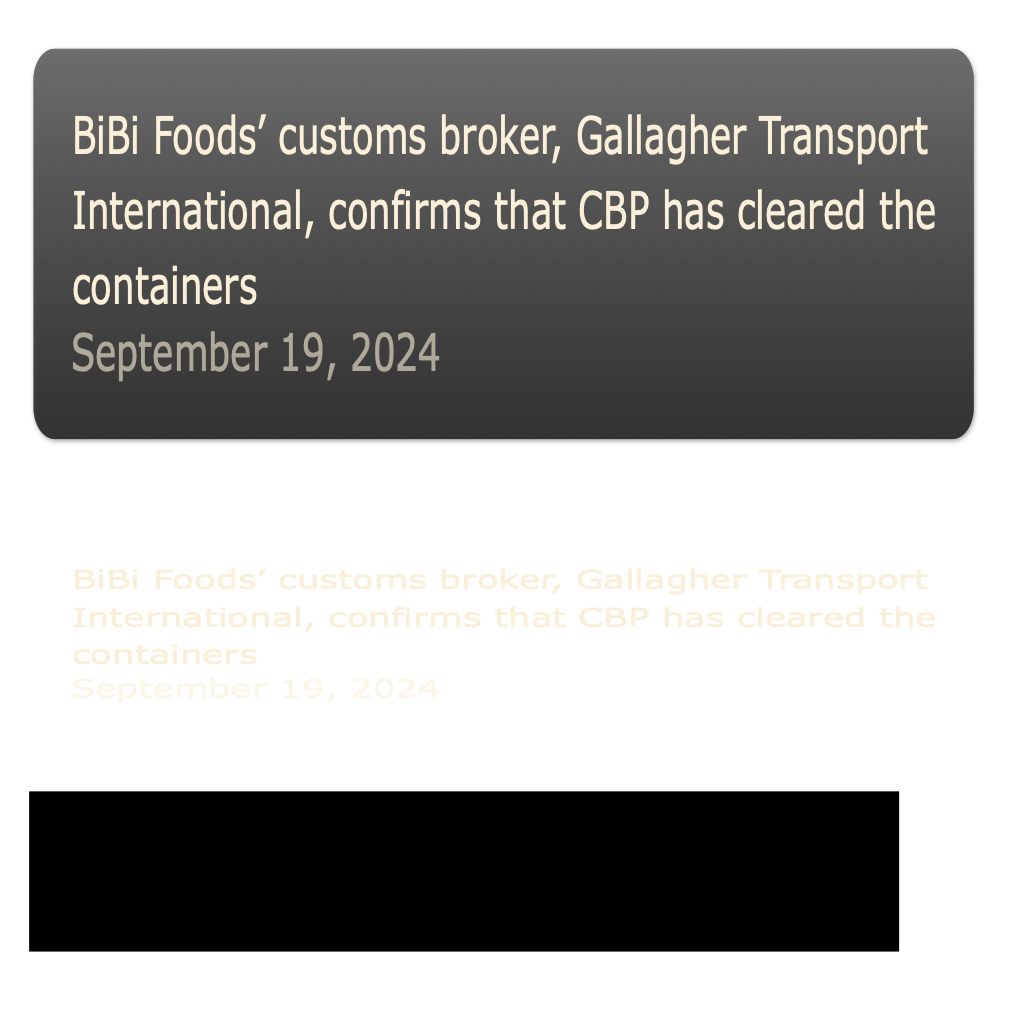 BiBi Foods’ customs broker, Gallagher Transport
International, confirms that CBP has cleared the
containers
September 19, 2024
BiBi Foods’ customs broker, Gallagher Transport
International, confirms that CBP has cleared the
containers
September 19, 2024